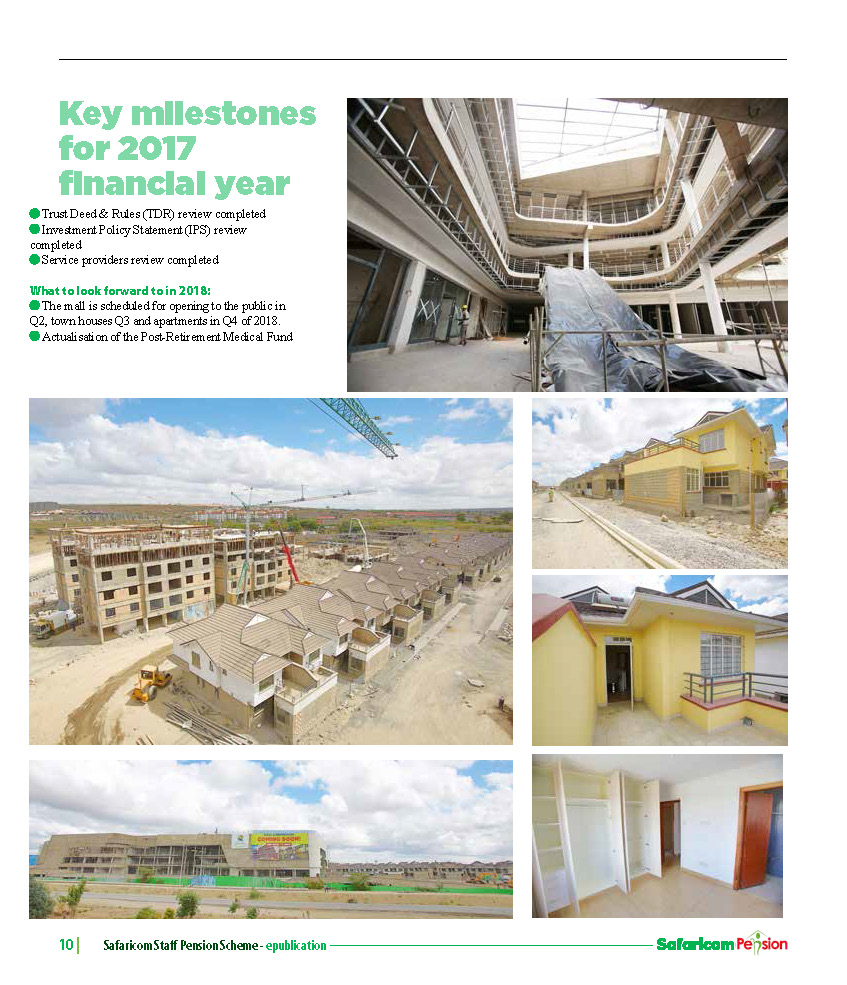 Key milestones
for 2017
financial year
● Trust Deed & Rules (TDR) review completed
● Investment Policy Statement (IPS) review
completed
● Service providers review completed
What to look forward to in 2018:
● The mall is scheduled for opening to the public in
Q2, town houses Q3 and apartments in Q4 of 2018.
● Actualisation of the Post-Retirement Medical Fund
COMING SOON!
10 | Safaricom Staff Pension Scheme - epublication
Safaricom Pension